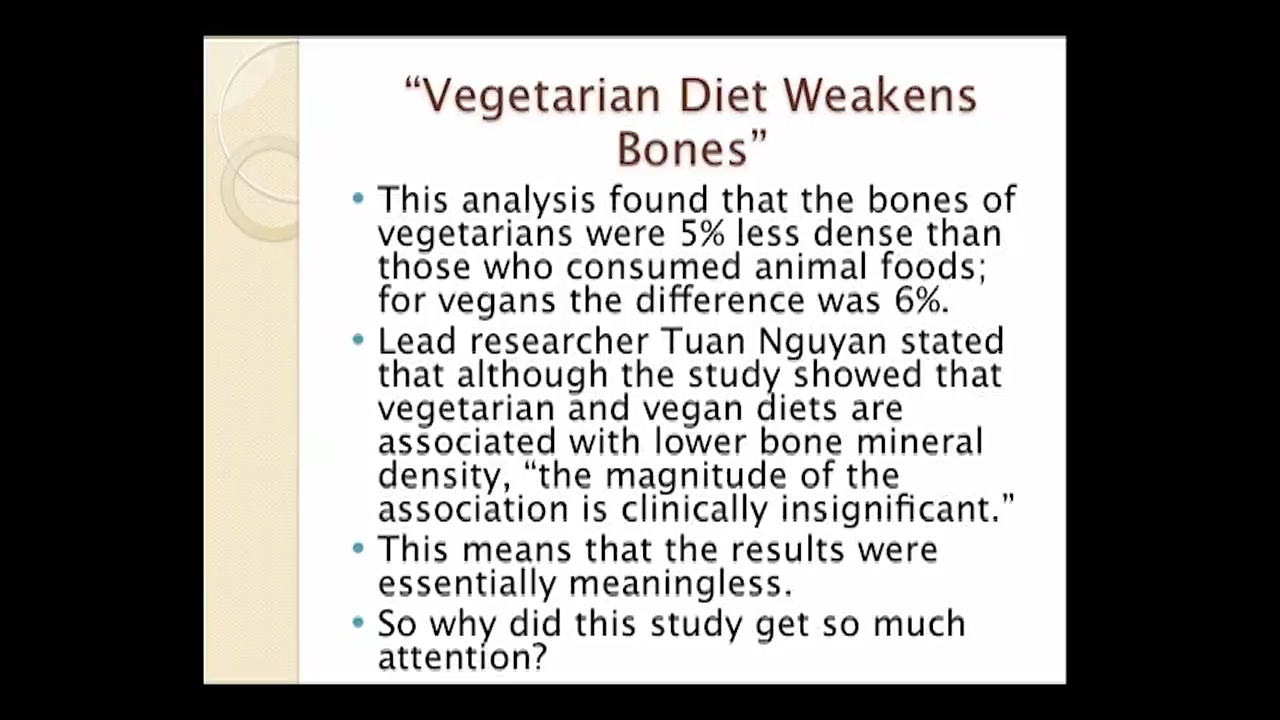 “Vegetarian Diet Weakens
Bones”
• This analysis found that the bones of
vegetarians were 5% less dense than
those who consumed animal foods;
for vegans the difference was 6%.
• Lead researcher Tuan Nguyan stated
that although the study showed that
vegetarian and vegan diets are
associated with lower bone mineral
density, “the magnitude of the
association is clinically insignificant.”
• This means that the results were
essentially meaningless.
• So why did this study get so much
attention?